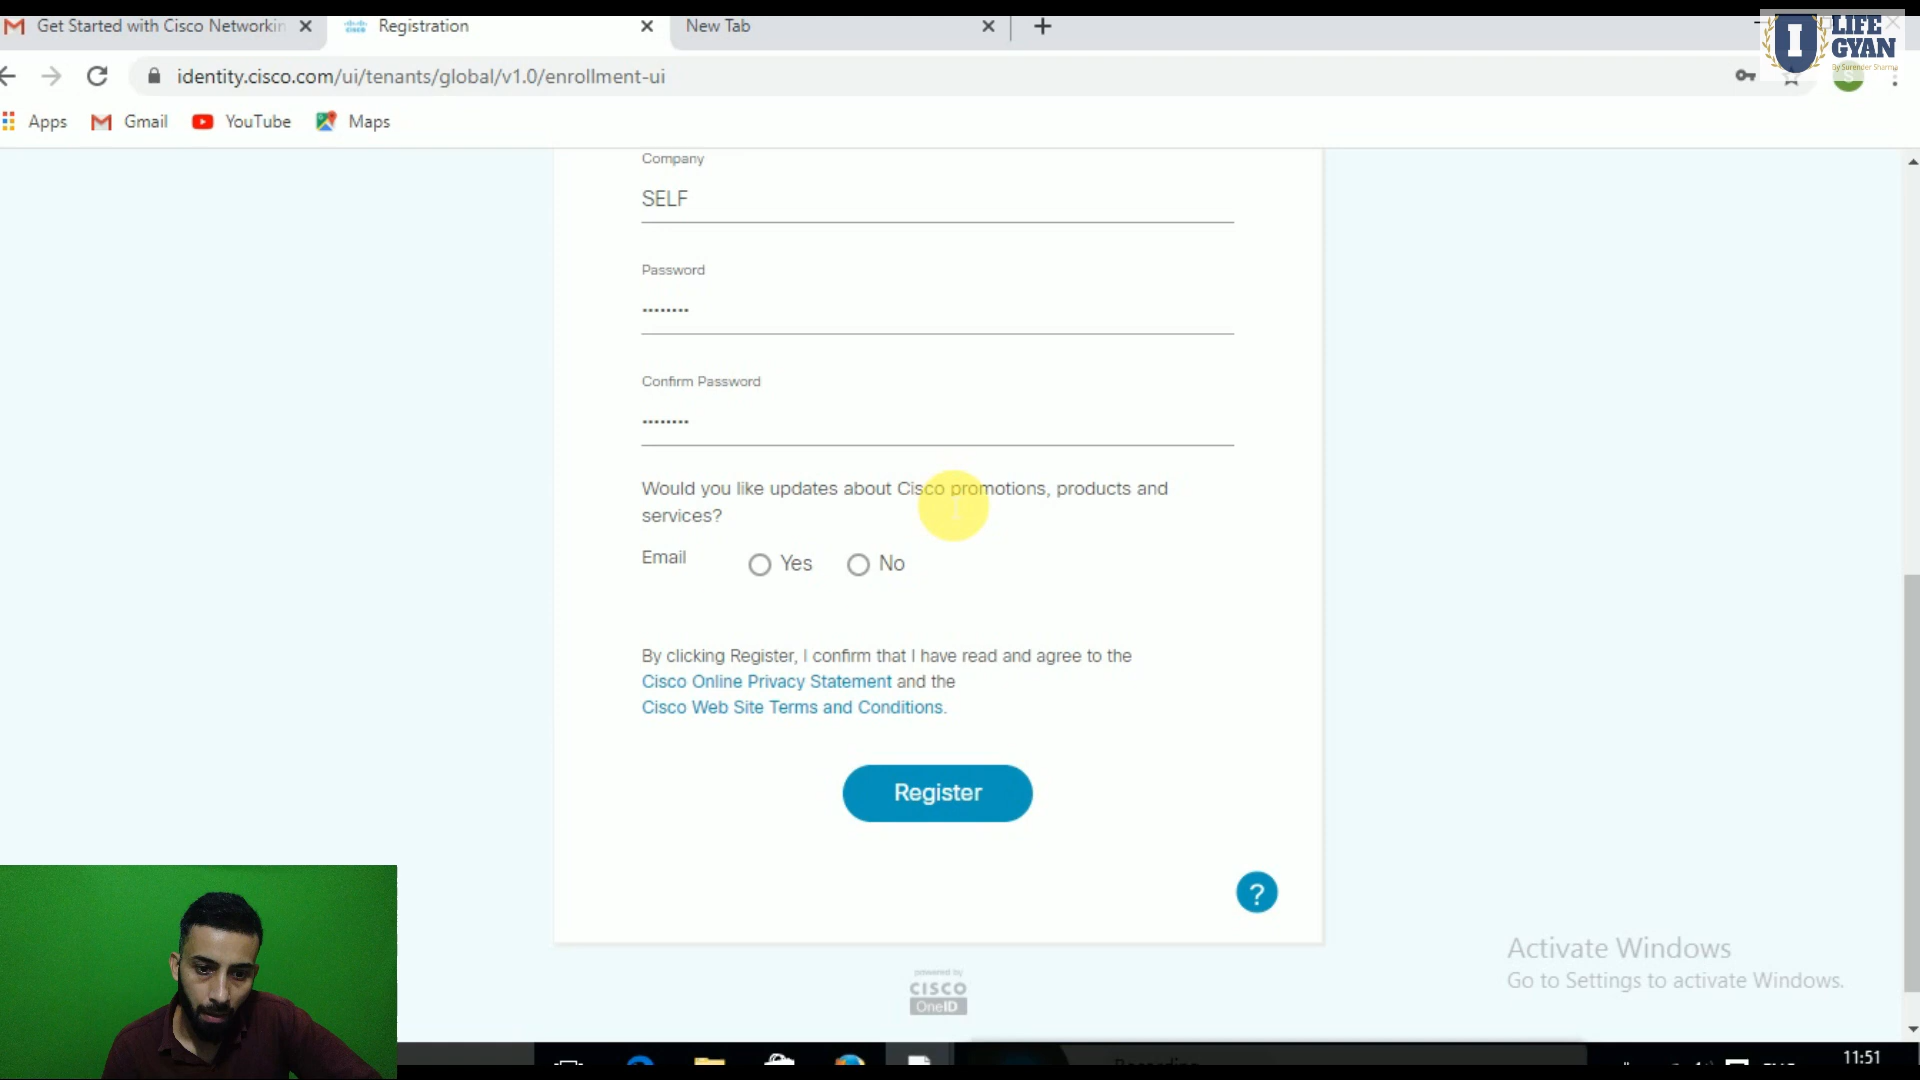 Get Started with Cisco Networkin
Registration
New Tab
LIFE
GYAN
By Surender Sharma
identity.cisco.com/ui/tenants/global/v1.0/enrollment-ui
Apps
Gmail
YouTube
Maps
Company
SELF
Password
Confirm Password
Would you like updates about Cisco promotions, products and
services?
Email
Yes
No
By clicking Register, I confirm that I have read and agree to the
Cisco Online Privacy Statement and the
Cisco Web Site Terms and Conditions.
Register
?
Activate Windows
Go to Settings to activate Windows.
powered by
CISCO
OneID
11:51